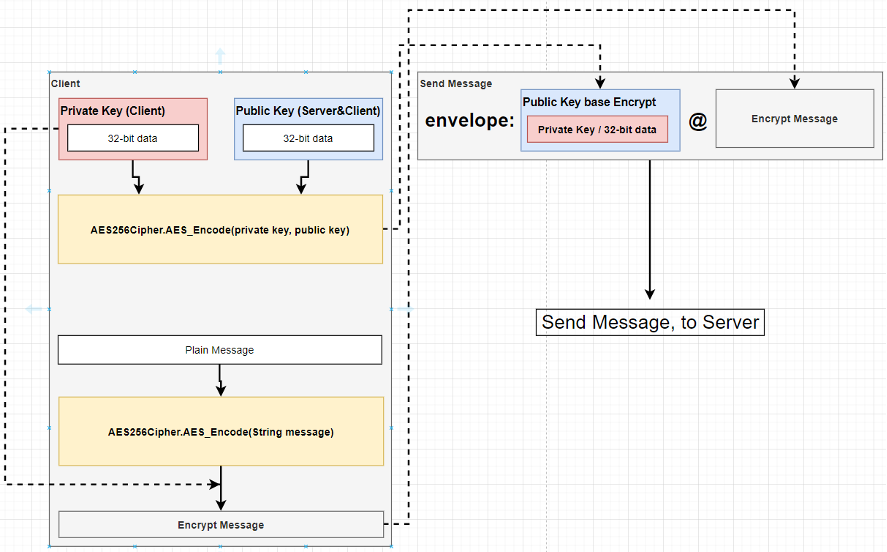 Client
Private Key (Client)
32-bit data
Public Key (Server&Client)
32-bit data
AES256Cipher.AES_Encode(private key, public key)
Plain Message
AES256Cipher.AES_Encode(String message)
Encrypt Message
Send Message
envelope:
Public Key base Encrypt
Private Key / 32-bit data
@
Encrypt Message
Send Message, to Server